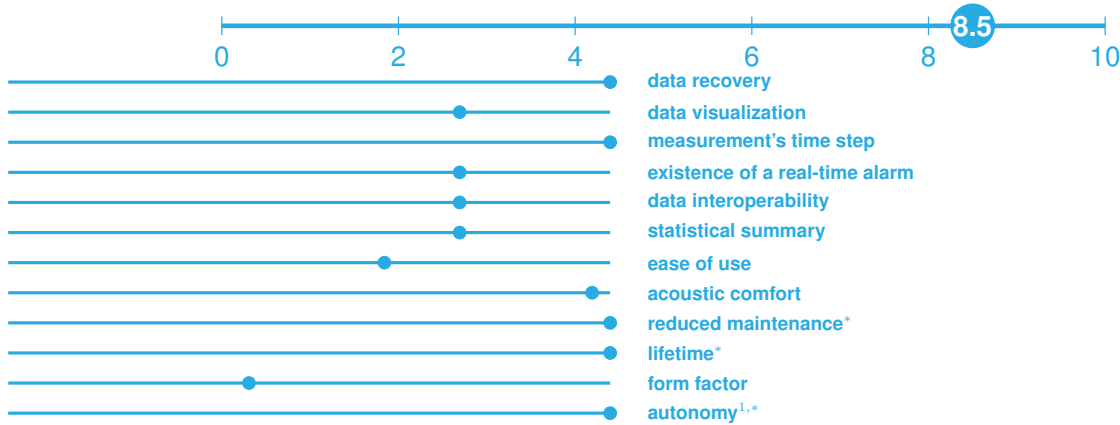 8.5
0 2 4 6 8 10
data recovery
data visualization
measurement's time step
existence of a real-time alarm
data interoperability
statistical summary
ease of use
acoustic comfort
reduced maintenance*
lifetime*
form factor
autonomy1,*